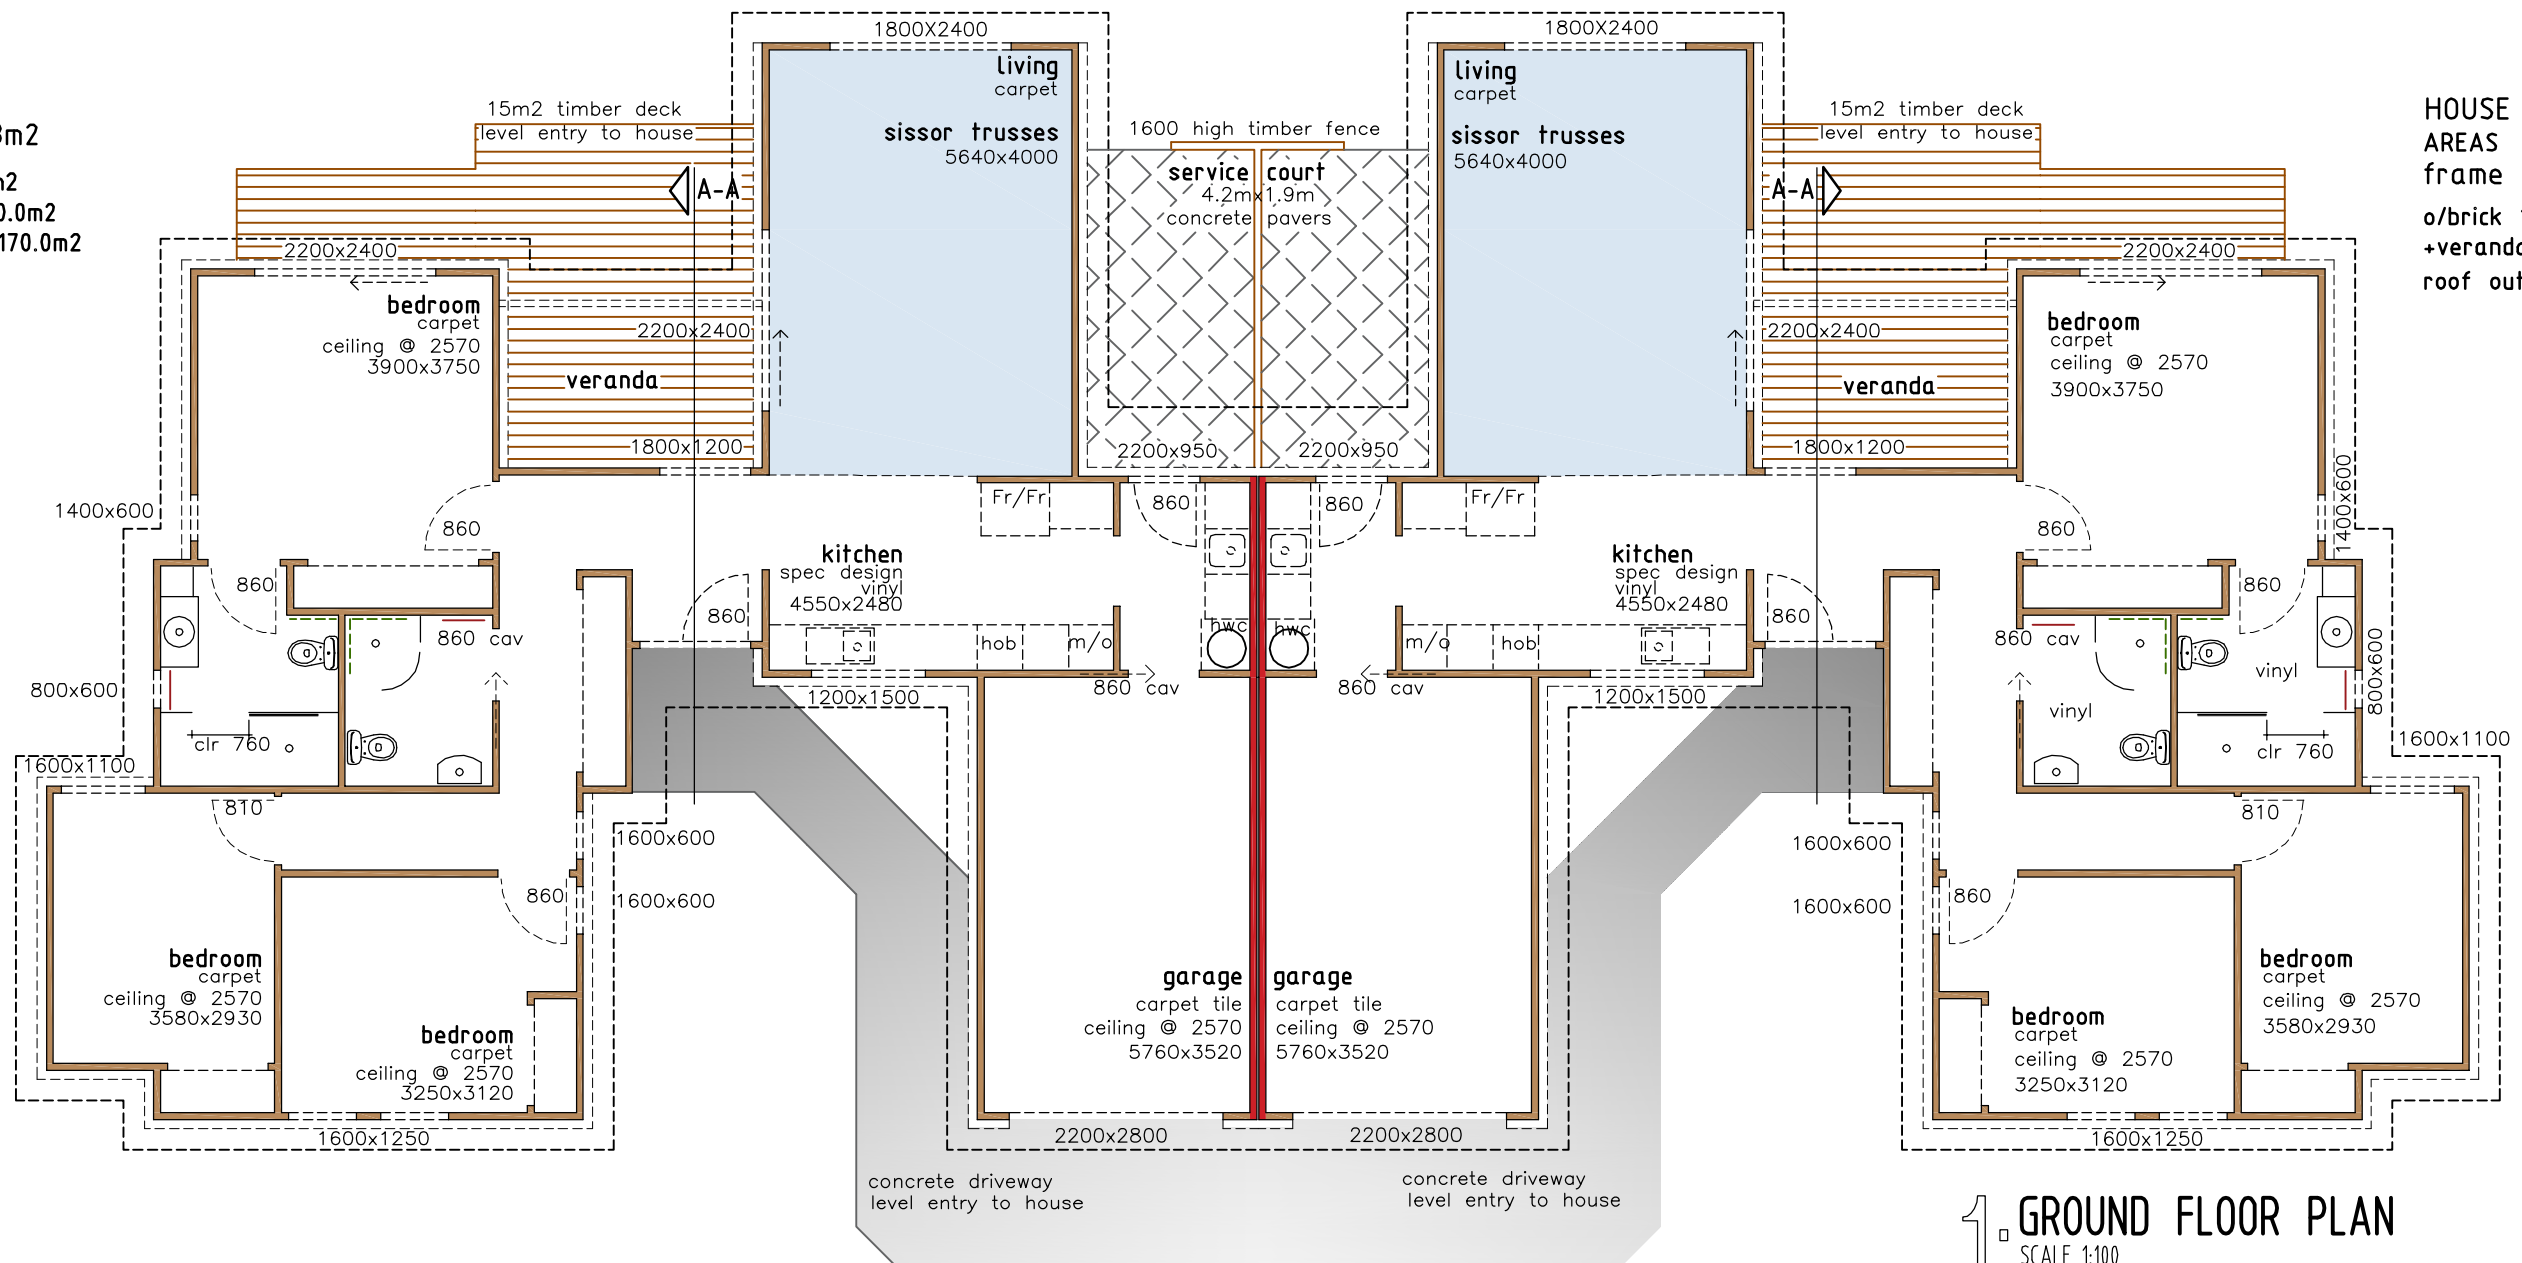 1800X2400
1800X2400
living
carpet
living
carpet
15m2 timber deck
level entry to house
15m2 timber deck
level entry to house
HOUSE
AREAS
frame
o/brick
roof
m2
170.0m2
sissor trusses
5640x4000
1600 high timber fence
sissor trusses
5640x4000
service court
4.2mx1.9m
concrete pavers
A-A
A-A
2200x2400
2200x2400
bedroom
carpet
ceiling @ 2570
3900x3750
2200x2400
veranda
1800x1200
2200x2400
veranda
1800x1200
bedroom
carpet
ceiling @ 2570
3900x3750
2200x950
2200x950
1400x600
860
Fr/Fr
860
860
Fr/Fr
860
1400x600
kitchen
spec design
vinyl
4550x2480
kitchen
spec design
vinyl
4550x2480
860
860
860
860
860 cav
hob
m/o
hwc
hwc
m/o
hob
860 cav
vinyl
vinyl
800x600
860 cav
860 cav
800x600
1200x1500
1200x1500
clr 760
clr 760
1600x1100
1600x1100
810
810
1600x600
1600x600
860
1600x600
1600x600
860
bedroom
carpet
ceiling @ 2570
3580x2930
bedroom
carpet
ceiling @ 2570
3250x3120
garage
carpet tile
ceiling @ 2570
5760x3520
garage
carpet tile
ceiling @ 2570
5760x3520
bedroom
carpet
ceiling @ 2570
3250x3120
bedroom
carpet
ceiling @ 2570
3580x2930
1600x1250
2200x2800
2200x2800
1600x1250
concrete driveway
level entry to house
concrete driveway
level entry to house
1. GROUND FLOOR PLAN
SCALE 1:100